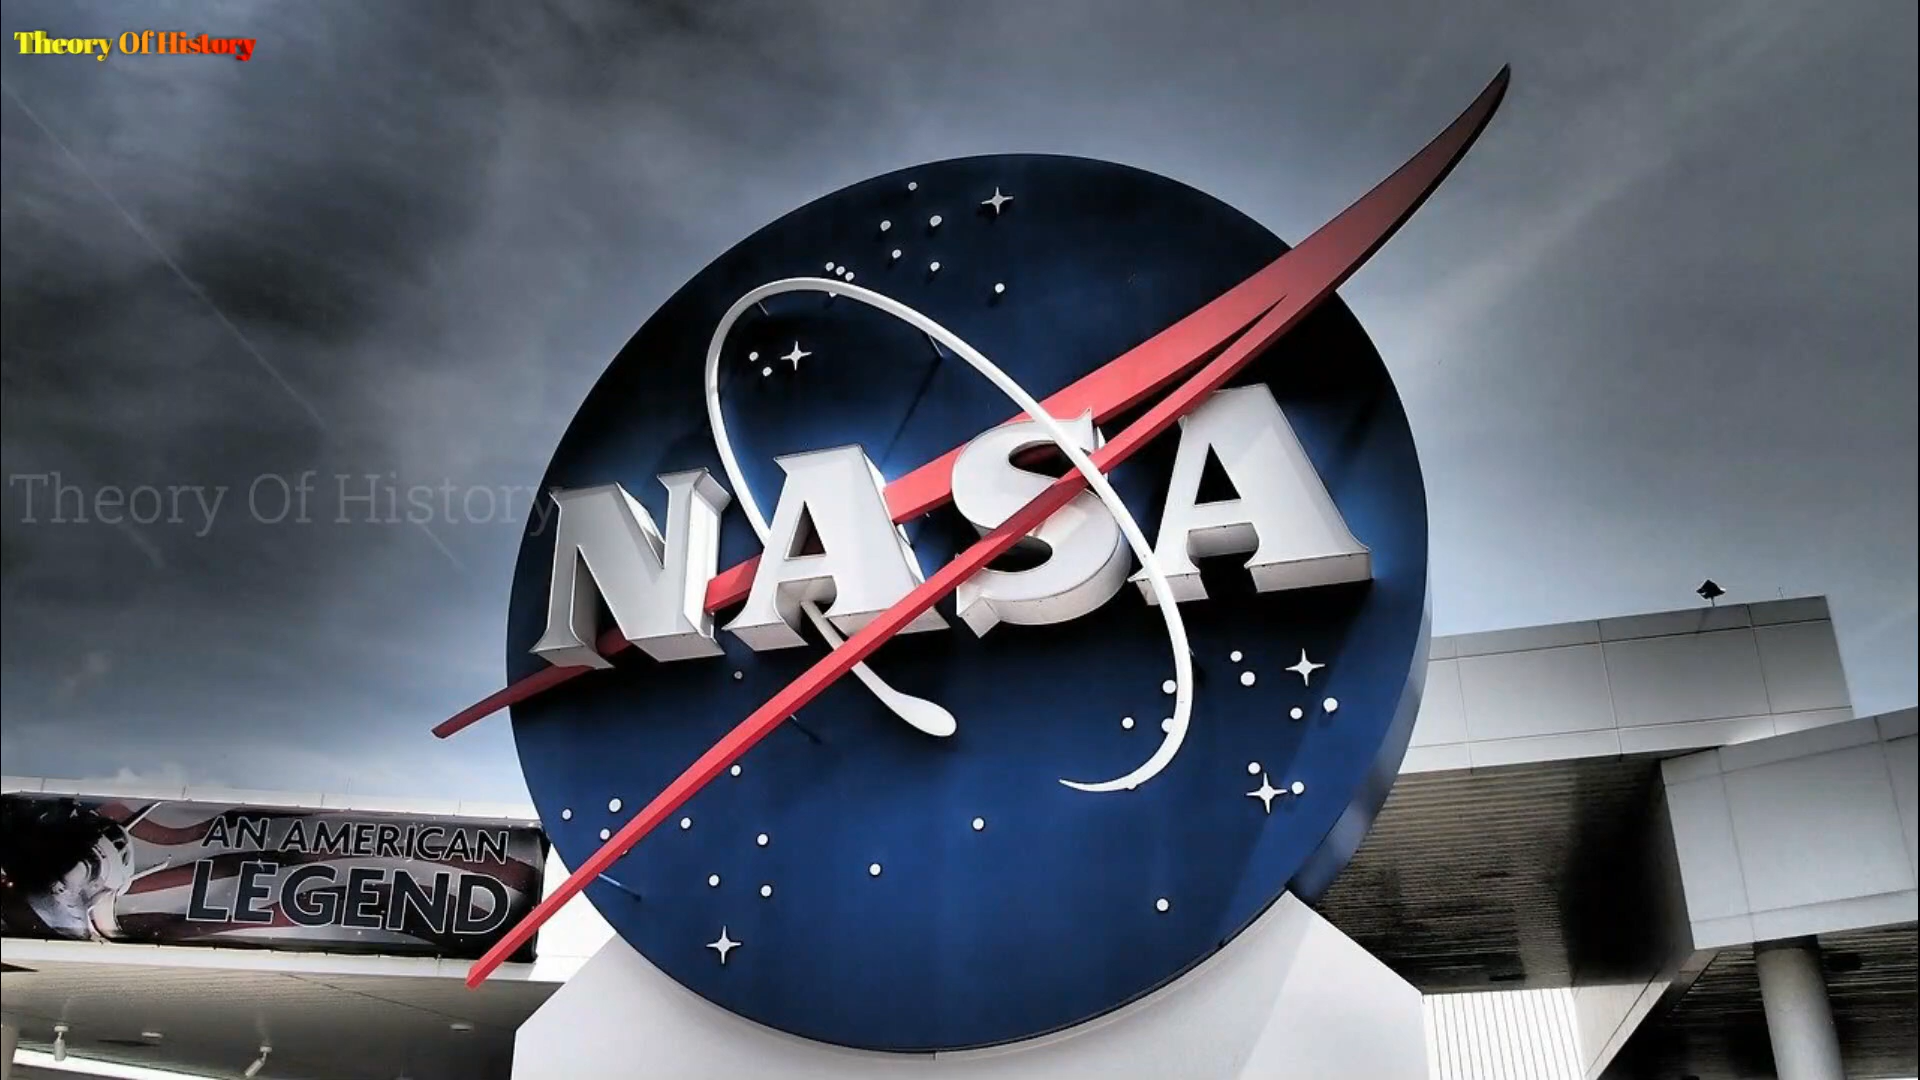 Theory Of History
Theory Of History
NASA
AN AMERICAN
LEGEND